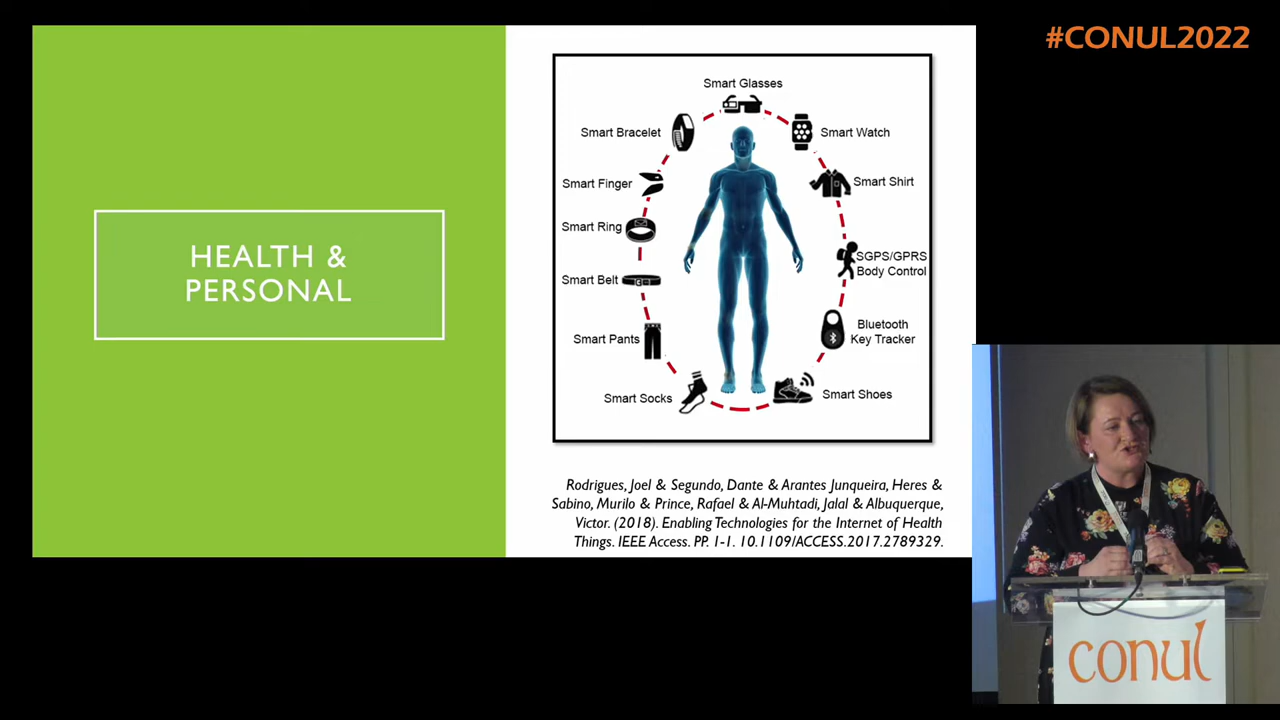 #CONUL2022
HEALTH &
PERSONAL
Smart Glasses
Smart Bracelet
Smart Watch
Smart Finger
Smart Shirt
Smart Ring
SGPS/GPRS
Body Control
Smart Belt
Bluetooth
Key Tracker
Smart Pants
Smart Socks
Smart Shoes
Rodrigues, Joel & Segundo, Dante & Arantes Junqueira, Heres &
Sabino, Murilo & Prince, Rafael & Al-Muhtadi, Jalal & Albuquerque,
Victor. (2018). Enabling Technologies for the Internet of Health
Things. IEEE Access. PP. 1-1. 10.1109/ACCESS.2017.2789329.
conul